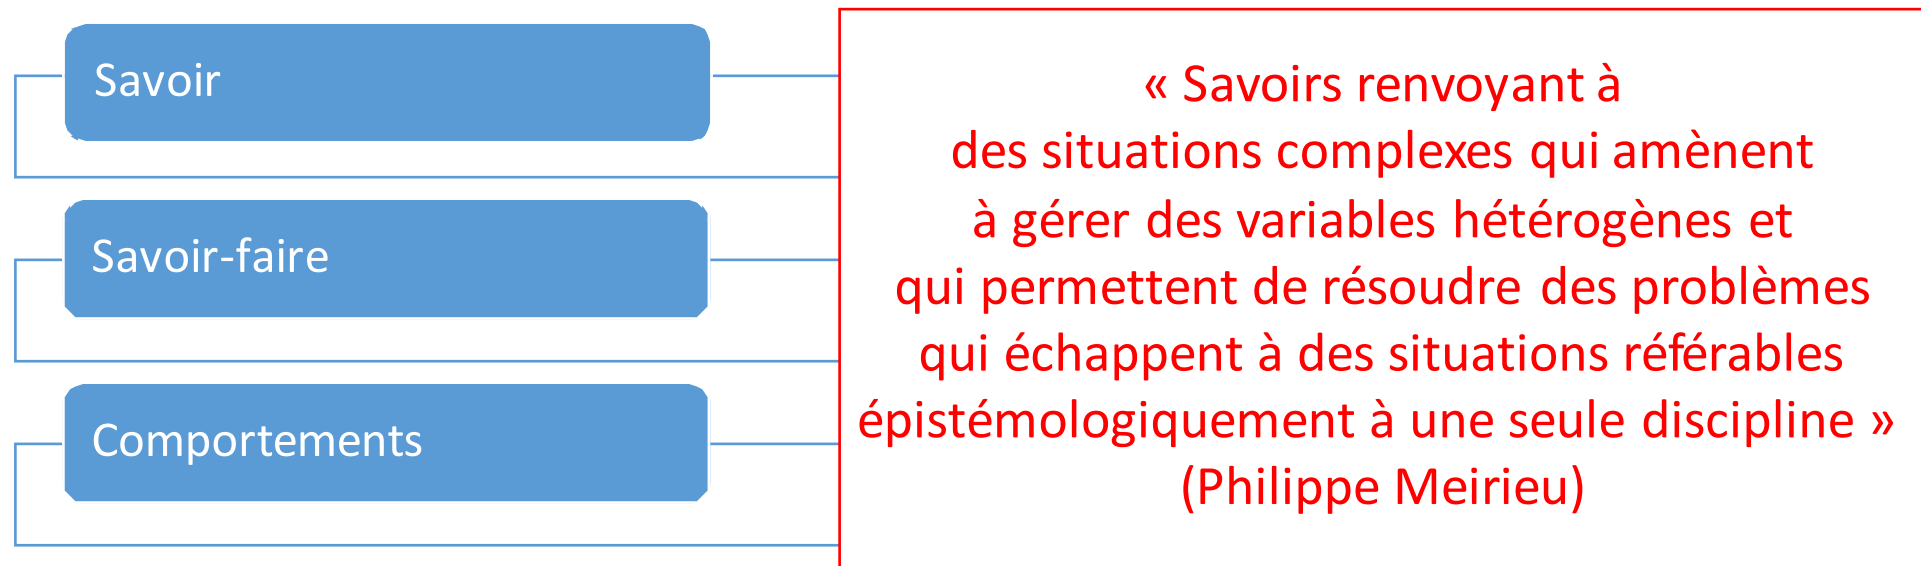 Savoir
Savoir-faire
Comportements
« Savoirs renvoyant à
des situations complexes qui amènent
à gérer des variables hétérogènes et
qui permettent de résoudre des problèmes
qui échappent à des situations référables
épistémologiquement à une seule discipline »
(Philippe Meirieu)